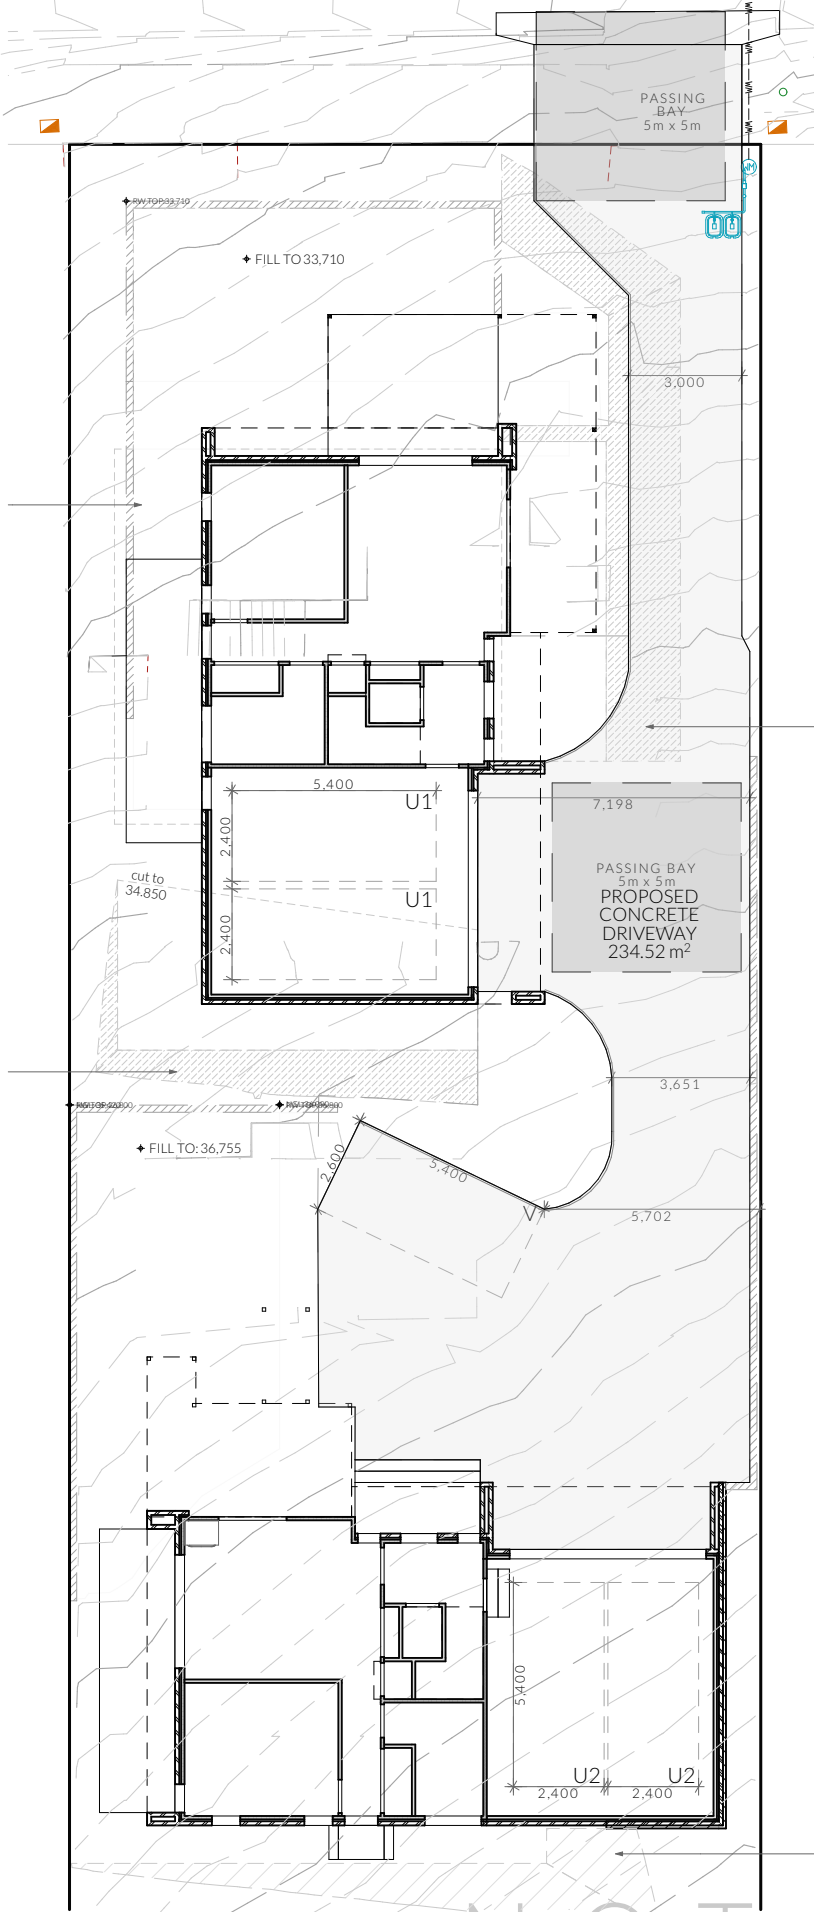 PASSING
BAY
5m x 5m
WM
RW TOP:33,710
FILL TO 33,710
3,000
5,400
U1
7,198
2,400
PASSING BAY
5m x 5m
cut to
34.850
PROPOSED
CONCRETE
DRIVEWAY
234.52 m²
U1
2,400
3,651
FILL TO: 36,755
2,600
5,400
V
5,702
5,400
U2
U2
2,400
2,400